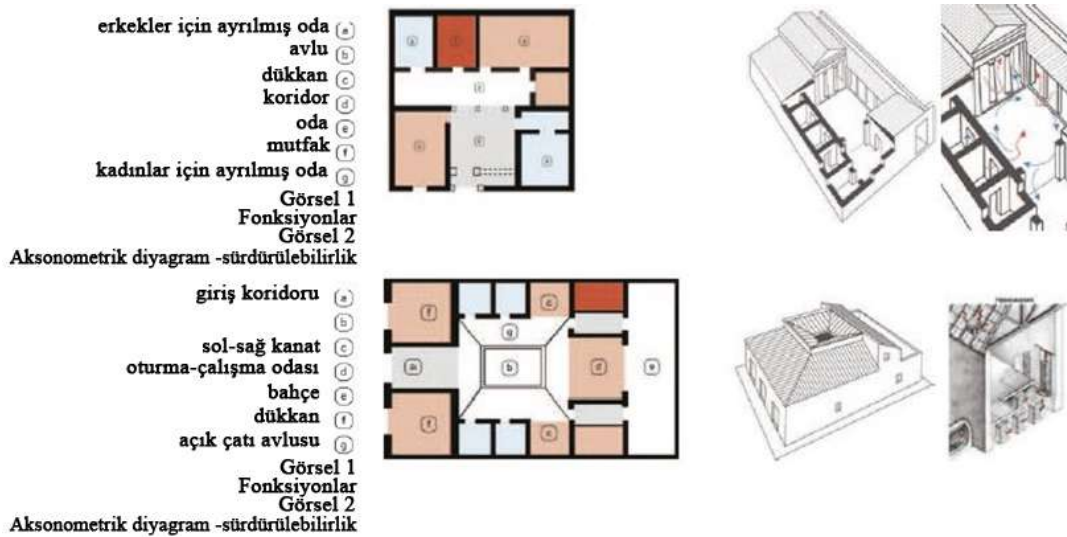 erkekler için ayrılmış oda a
avlu b
dükkan c
koridor d
oda e
mutfak f
kadınlar için ayrılmış oda g
Görsel 1
Fonksiyonlar
Görsel 2
Aksonometrik diyagram -sürdürülebilirlik
giriş koridoru a
b
sol-sağ kanat c
oturma-çalışma odası d
bahçe e
dükkan f
açık çatı avlusu g
Görsel 1
Fonksiyonlar
Görsel 2
Aksonometrik diyagram -sürdürülebilirlik
f
c
g
a
b
d
e
f
c